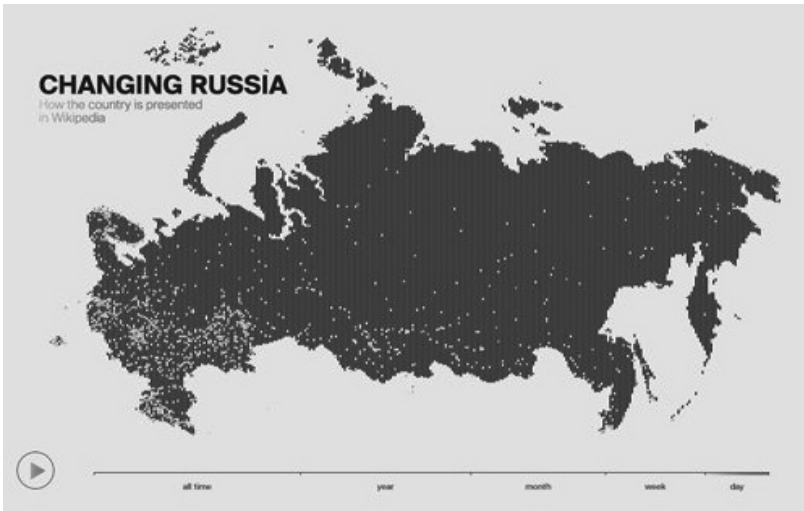 CHANGING RUSSIA
How the country is presented
in Wikipedia
all time
year
month
week
day